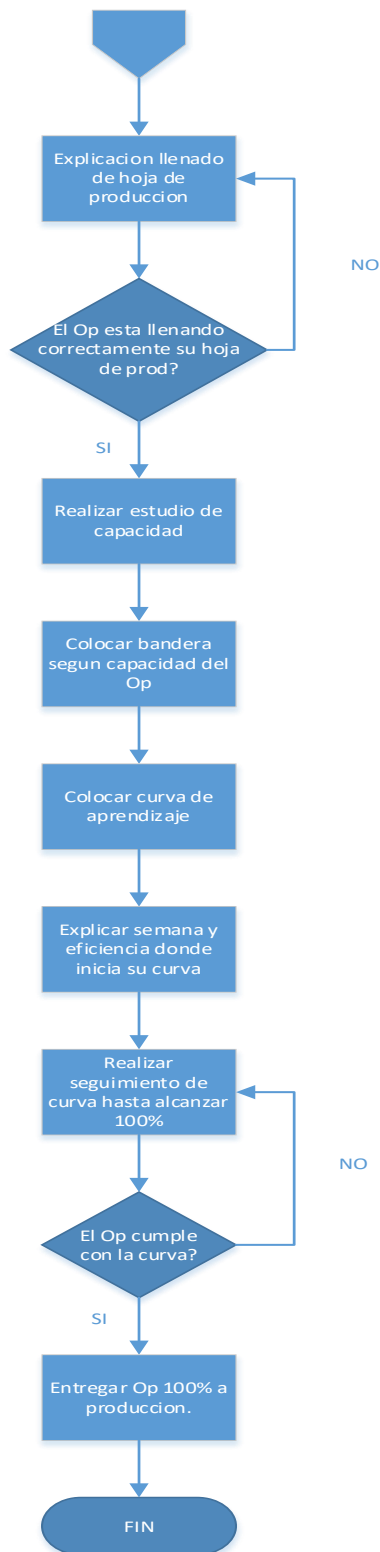 Explicacion llenado
de hoja de
produccion
NO
El Op esta llenando
correctamente su hoja
de prod?
SI
Realizar estudio de
capacidad
Colocar bandera
segun capacidad del
Op
Colocar curva de
aprendizaje
Explicar semana y
eficiencia donde
inicia su curva
Realizar
seguimiento de
curva hasta alcanzar
100%
NO
El Op cumple
con la curva?
SI
Entregar Op 100% a
produccion.
FIN